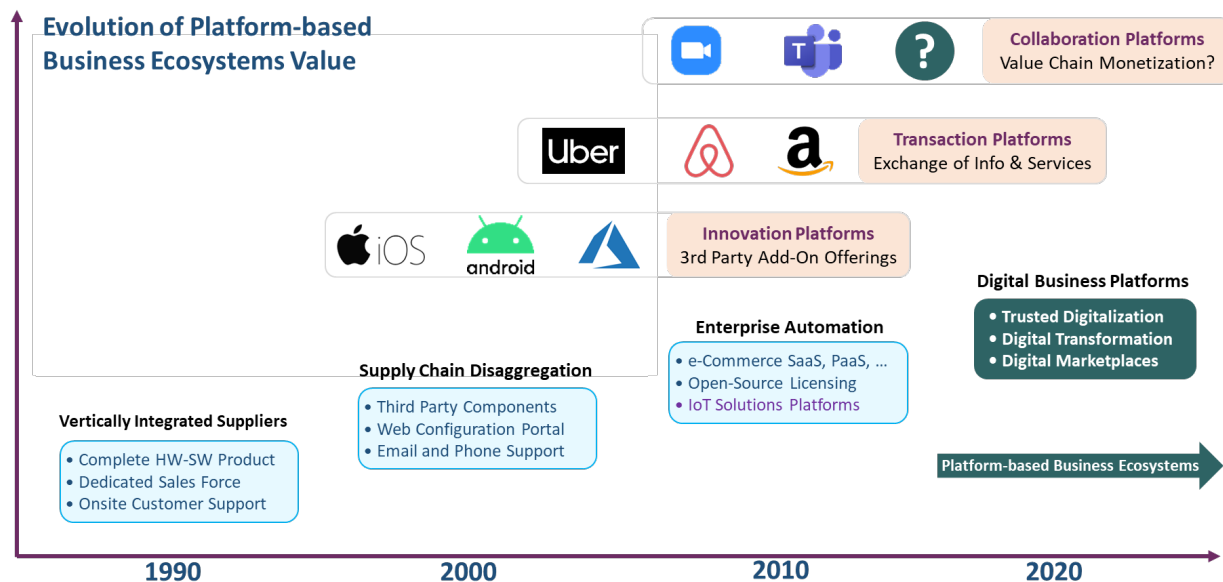 Evolution of Platform-based
Business Ecosystems Value
Collaboration Platforms
Value Chain Monetization?
T
?
Uber
a
Transaction Platforms
Exchange of Info & Services
iOS
android
Innovation Platforms
3rd Party Add-On Offerings
Digital Business Platforms
• Trusted Digitalization
• Digital Transformation
• Digital Marketplaces
Enterprise Automation
• e-Commerce SaaS, PaaS, ...
• Open-Source Licensing
• IoT Solutions Platforms
Supply Chain Disaggregation
• Third Party Components
• Web Configuration Portal
• Email and Phone Support
Vertically Integrated Suppliers
• Complete HW-SW Product
• Dedicated Sales Force
• Onsite Customer Support
Platform-based Business Ecosystems
1990
2000
2010
2020